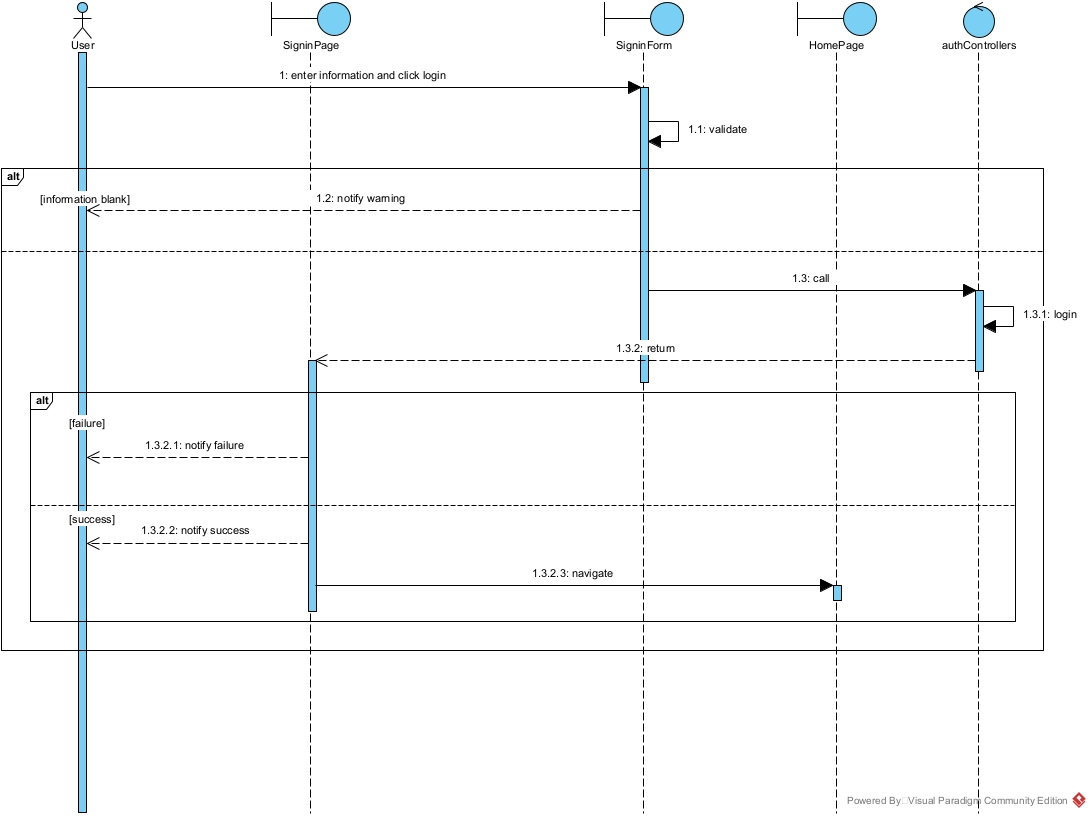 User
SigninPage
SigninForm
HomePage
authControllers
1: enter information and click login
1.1: validate
alt
[information blank]
1.2: notify warning
1.3: call
1.3.1: login
1.3.2: return
alt
[failure]
1.3.2.1: notify failure
[success]
1.3.2.2: notify success
1.3.2.3: navigate
Powered By Visual Paradigm Community Edition